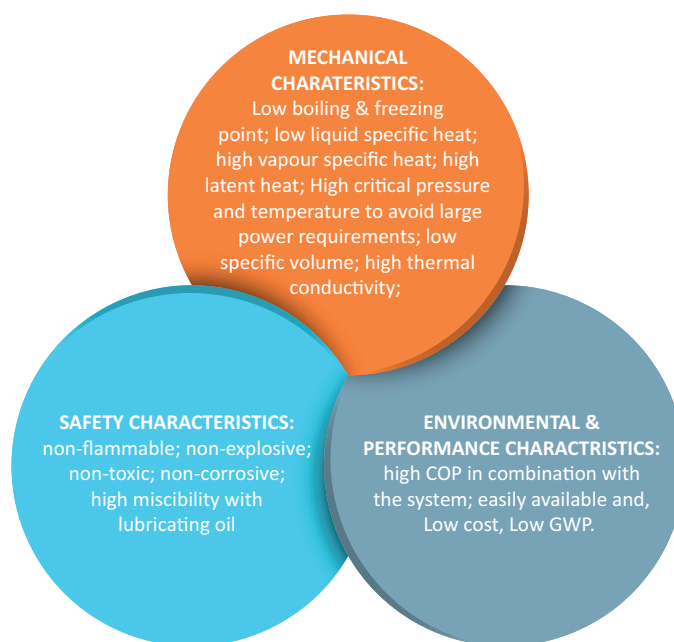 MECHANICAL
CHARATERISTICS:
Low boiling & freezing
point; low liquid specific heat;
high vapour specific heat; high
latent heat; High critical pressure
and temperature to avoid large
power requirements; low
specific volume; high thermal
conductivity;
SAFETY CHARACTERISTICS:
non-flammable; non-explosive;
non-toxic; non-corrosive;
high miscibility with
lubricating oil
ENVIRONMENTAL &
PERFORMANCE CHARACTRISTICS:
high COP in combination with
the system; easily available and,
Low cost, Low GWP.